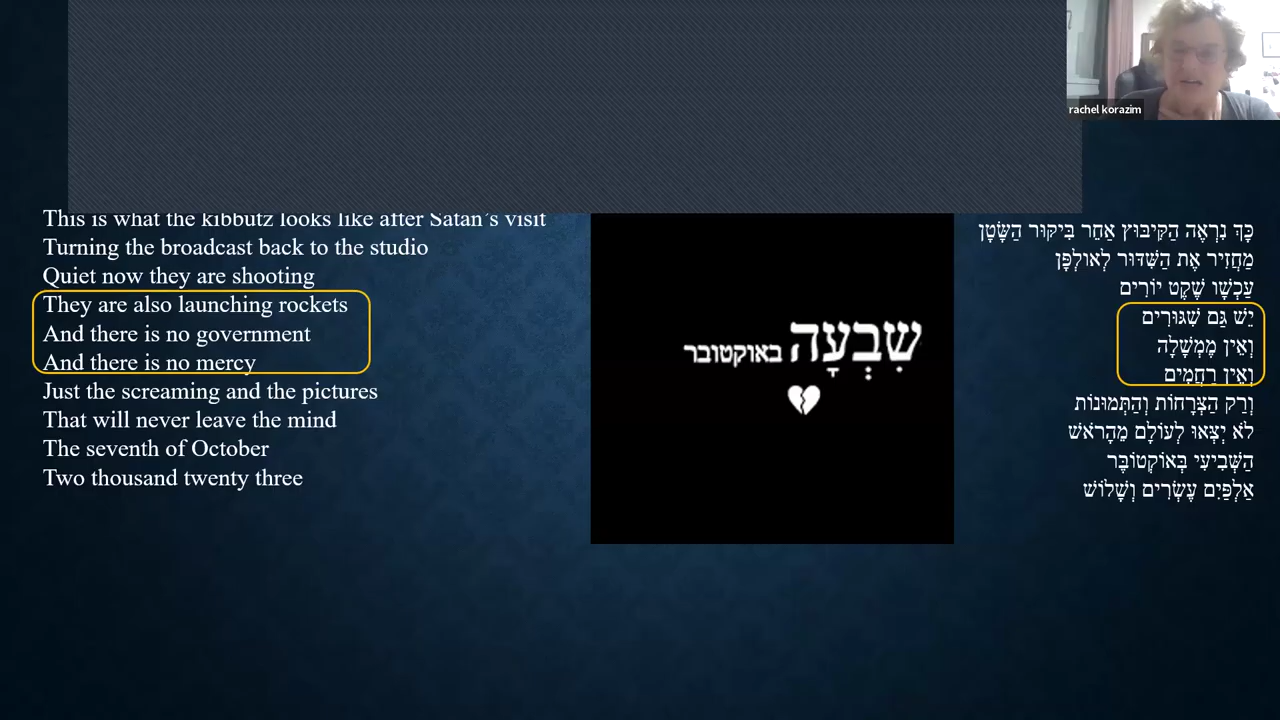 rachel korazim
This is what the kibbutz looks like after Satan’s visit
Turning the broadcast back to the studio
Quiet now they are shooting
They are also launching rockets
And there is no government
And there is no mercy
Just the screaming and the pictures
That will never leave the mind
The seventh of October
Two thousand twenty three
שִׁבְעָה באוקטובר
כָּךְ נִרְאֶה הַקִּיבּוּץ אַחַר בִּיקּוּר הַשָּׂטָן
מַחֲזִיר אֶת הַשִּׁדּוּר לְאוּלְפָּן
עַכְשָׁו שֶׁקֶט יוֹרִים
יֵשׁ גַּם שִׁגּוּרִים
וְאֵין מֶמְשָׁלָה
וְאֵין רַחֲמִים
וְרַק הַצְּרָחוֹת וְהַתְּמוּנוֹת
לֹא יֵצְאוּ לְעוֹלָם מֵהָרֹאשׁ
הַשְּׁבִיעִי בְּאוֹקְטוֹבֶּר
אַלְפַּיִם עֶשְׂרִים וְשָׁלוֹשׁ